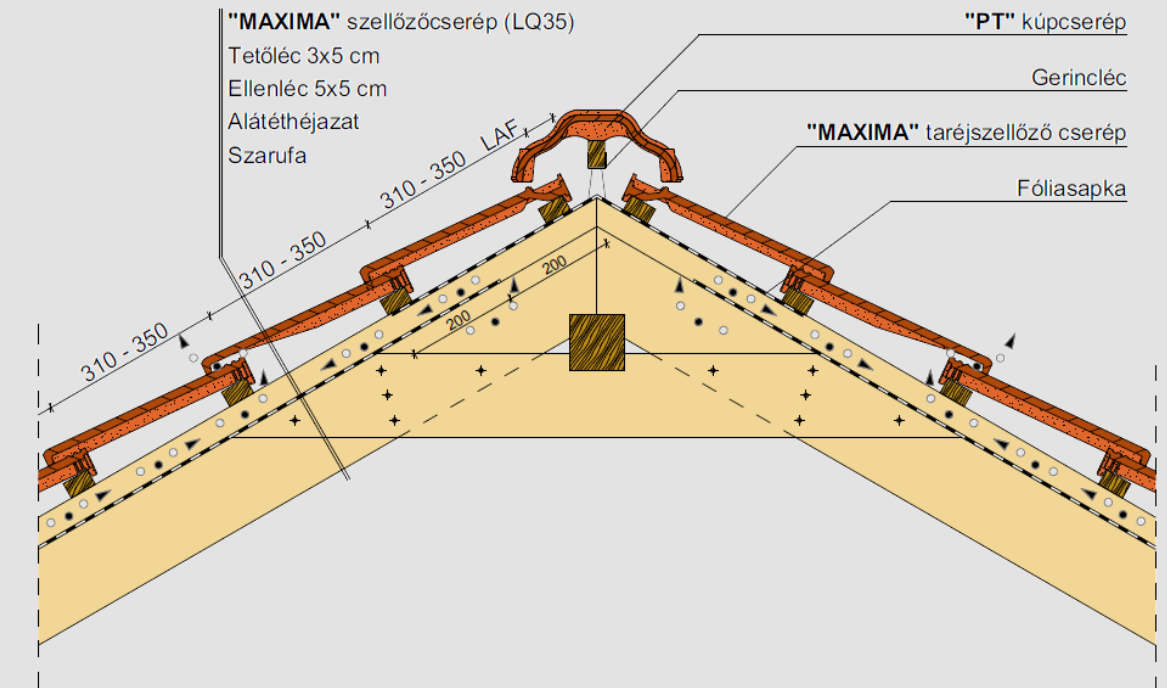 "MAXIMA" szellőzőcserép (LQ35)
Tetőléc 3x5 cm
Ellenléc 5x5 cm
Alátéthéjazat
Szarufa
"PT" kúpcserép
Gerincléc
"MAXIMA" taréjszellőző cserép
Fóliasapka
LAF
310 - 350
310 - 350
310 - 350
200
200